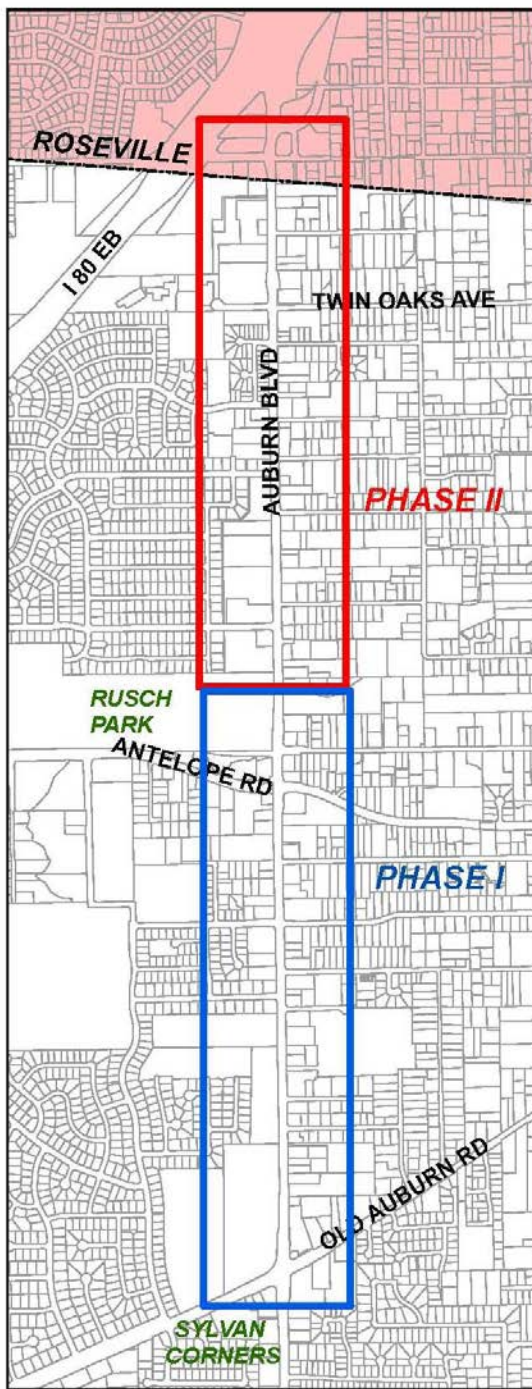 ROSEVILLE
I 80 EB
TWIN OAKS AVE
AUBURN BLVD
PHASE II
RUSCH
PARK
ANTELOPE RD
PHASE I
OLD AUBURN RD
SYLVAN
CORNERS